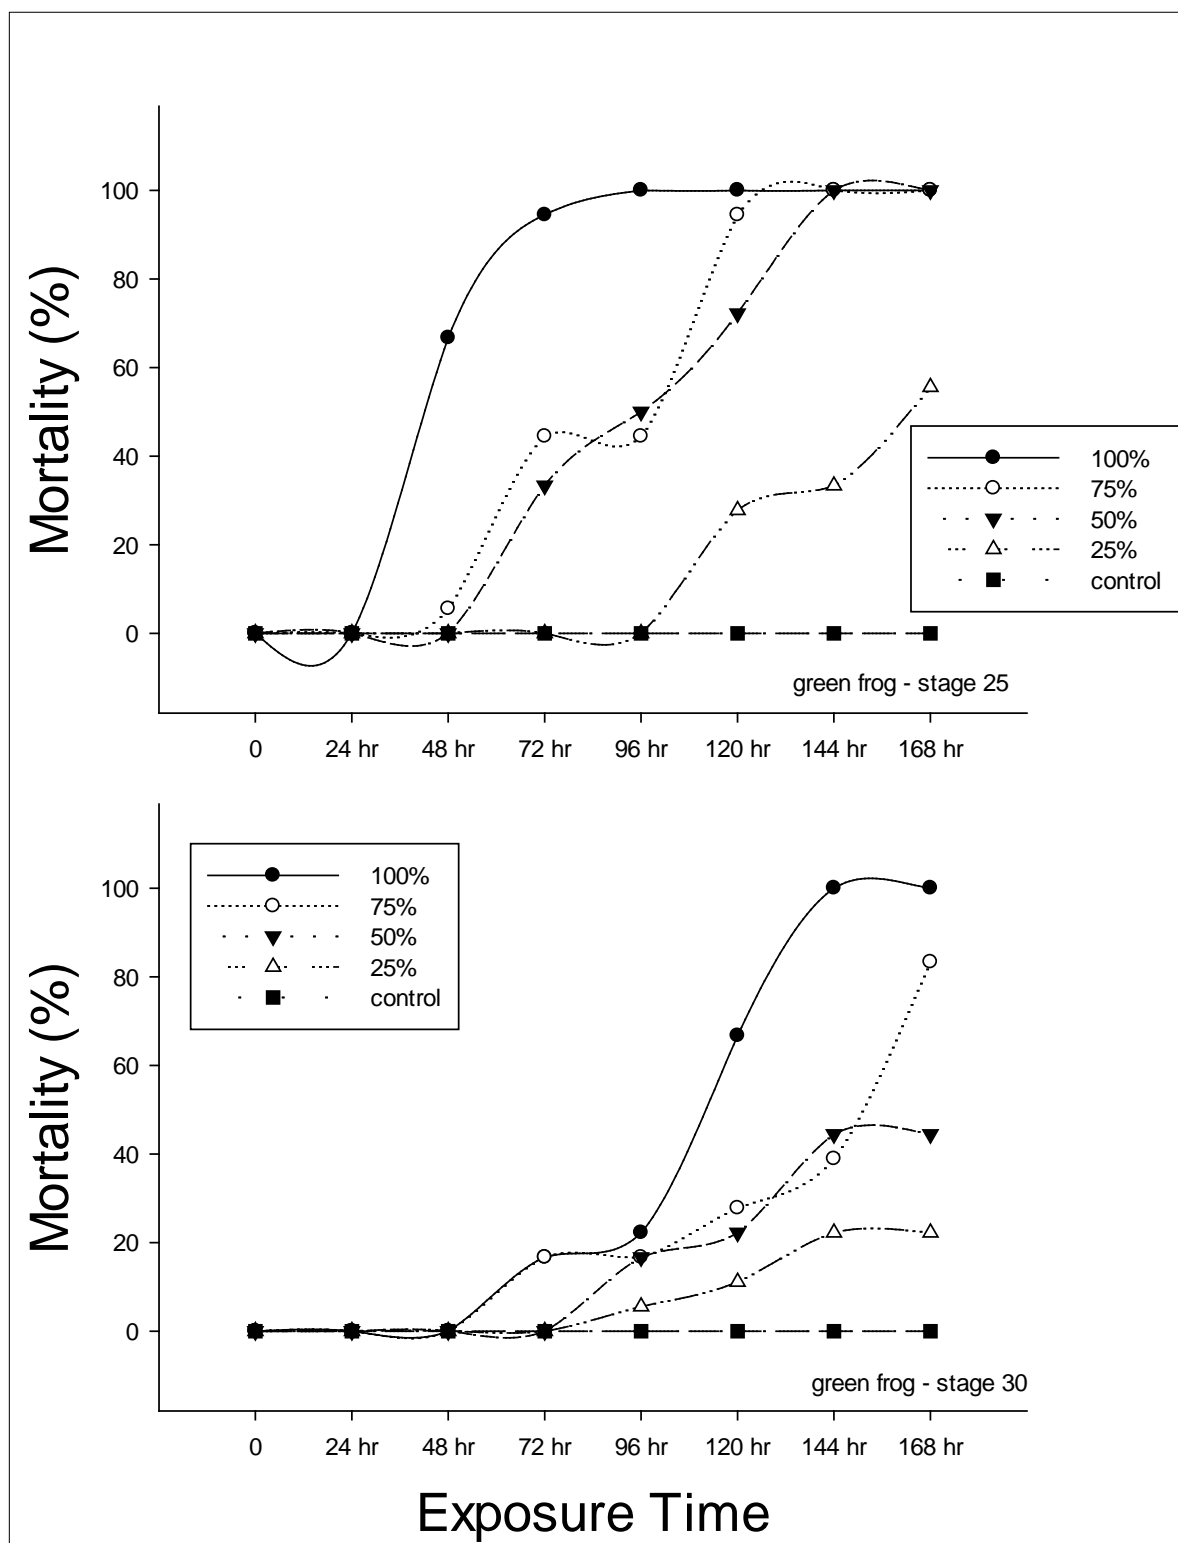 Mortality (%)
100
80
60
40
20
0
100%
75%
50%
25%
control
green frog - stage 25
0 24 hr 48 hr 72 hr 96 hr 120 hr 144 hr 168 hr
Mortality (%)
100
80
60
40
20
0
100%
75%
50%
25%
control
green frog - stage 30
0 24 hr 48 hr 72 hr 96 hr 120 hr 144 hr 168 hr
Exposure Time